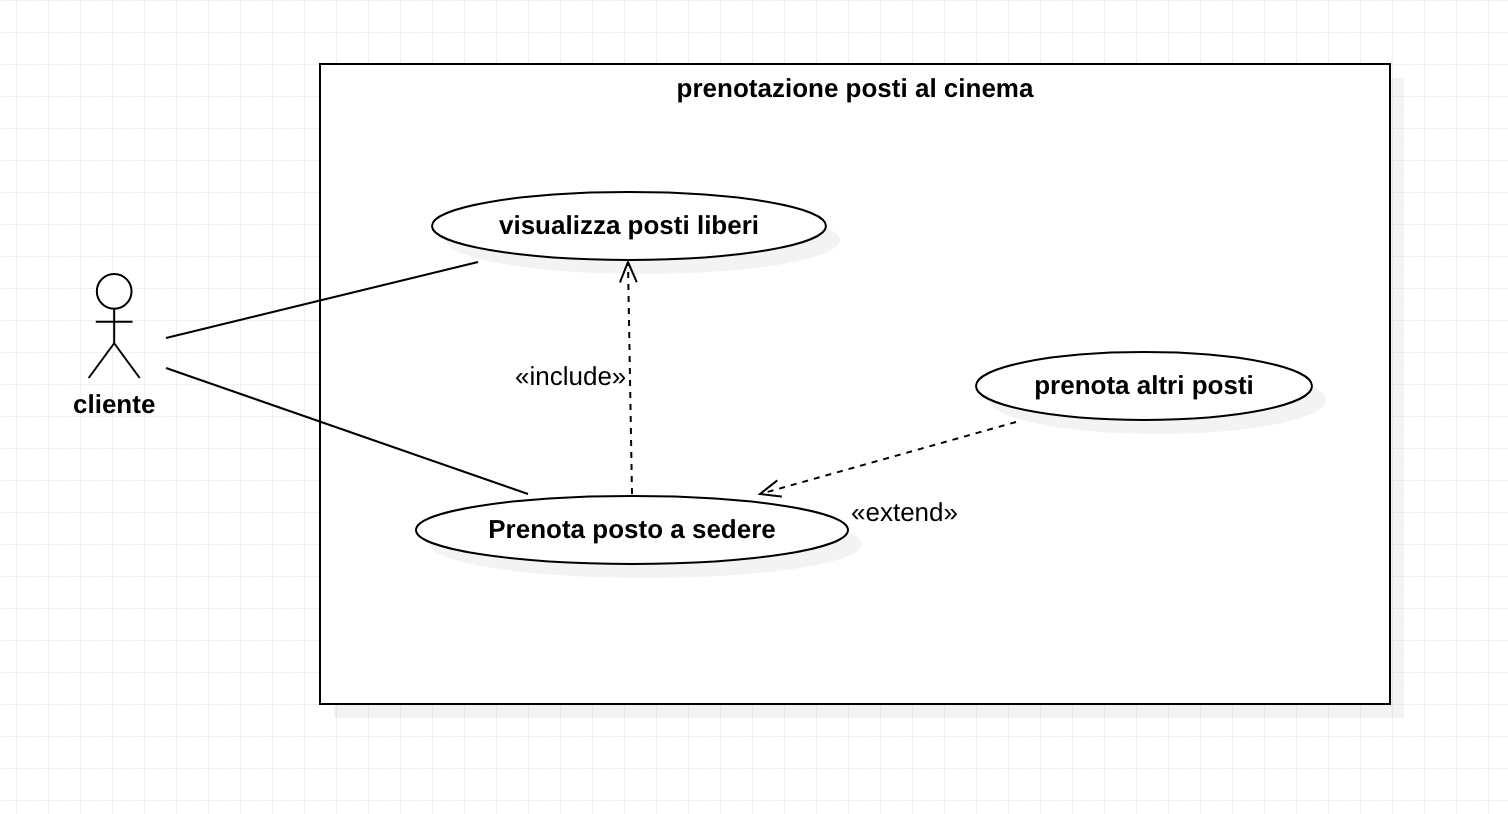 prenotazione posti al cinema
visualizza posti liberi
«include»
prenota altri posti
cliente
«extend»
Prenota posto a sedere